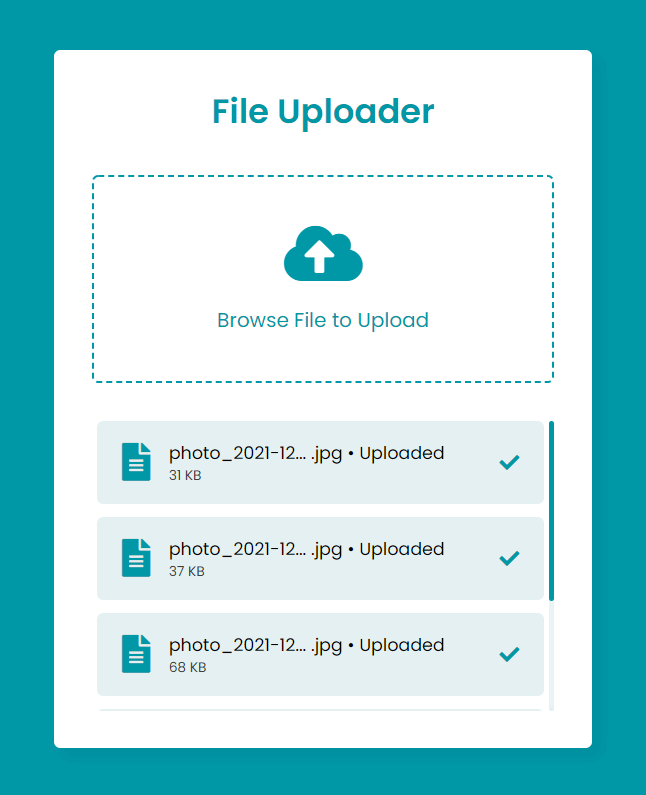 File Uploader
Browse File to Upload
photo_2021-12... .jpg • Uploaded
31 KB
photo_2021-12... .jpg • Uploaded
37 KB
photo_2021-12... .jpg • Uploaded
68 KB